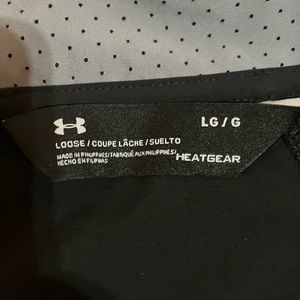 LG / G
LOOSE / COUPE LÂCHE / SUELTO
MADE IN PHILIPPINES/ FABRIQUÉ AUX PHILIPPINES/
HECHO EN FILIPINAS
HEATGEAR